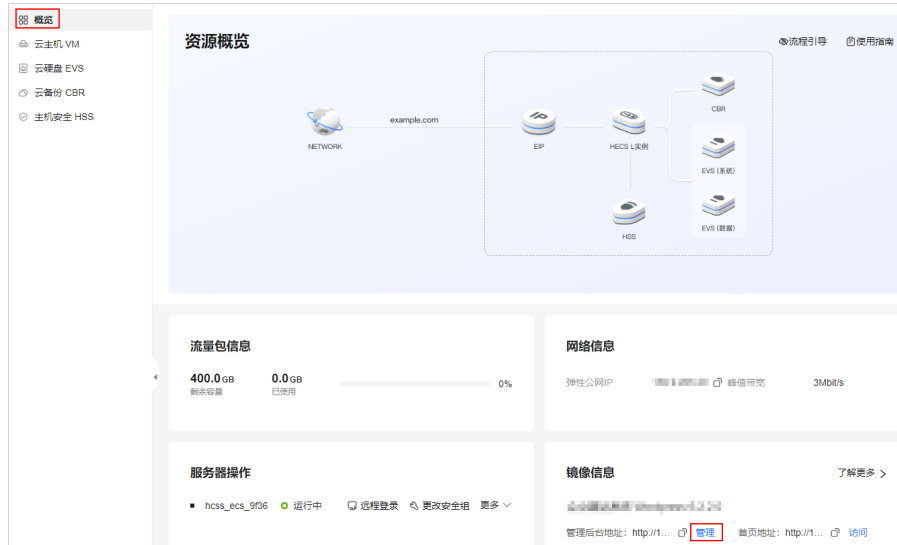 概览
云主机 VM
云硬盘 EVS
云备份 CBR
主机安全 HSS
资源概览
流程引导 使用指南
NETWORK
example.com
EIP
HECS L实例
CBR
EVS (系统)
EVS (数据)
HSS
流量包信息
400.0 GB 0.0 GB 0%
剩余容量 已使用
网络信息
弹性公网IP 峰值带宽 3Mbit/s
服务器操作
hcss_ecs_9f36 运行中 远程登录 更改安全组 更多
镜像信息 了解更多
管理后台地址: http://1... 管理 首页地址: http://1... 访问